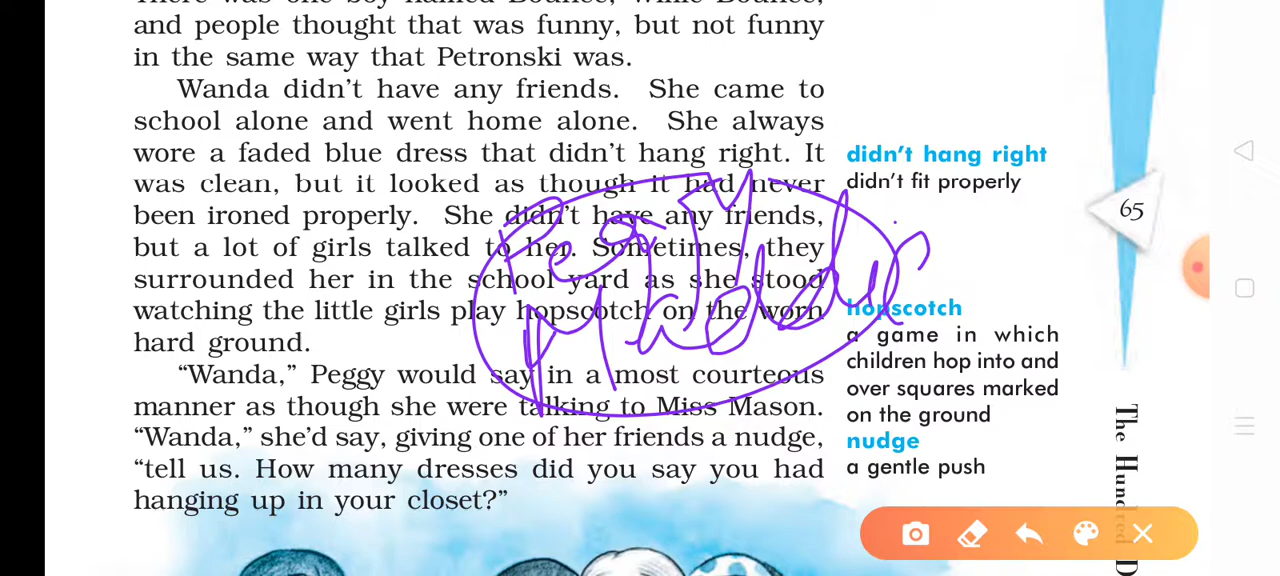 and people thought that was funny, but not funny
in the same way that Petronski was.
Wanda didn’t have any friends. She came to
school alone and went home alone. She always
wore a faded blue dress that didn’t hang right. It
was clean, but it looked as though it had never
been ironed properly. She didn’t have any friends,
but a lot of girls talked to her. Sometimes, they
surrounded her in the school yard as she stood
watching the little girls play hopscotch on the worn
hard ground.
“Wanda,” Peggy would say in a most courteous
manner as though she were talking to Miss Mason.
“Wanda,” she’d say, giving one of her friends a nudge,
“tell us. How many dresses did you say you had
hanging up in your closet?”
didn’t hang right
didn’t fit properly
65
hopscotch
a game in which
children hop into and
over squares marked
on the ground
nudge
a gentle push
The Hundred D